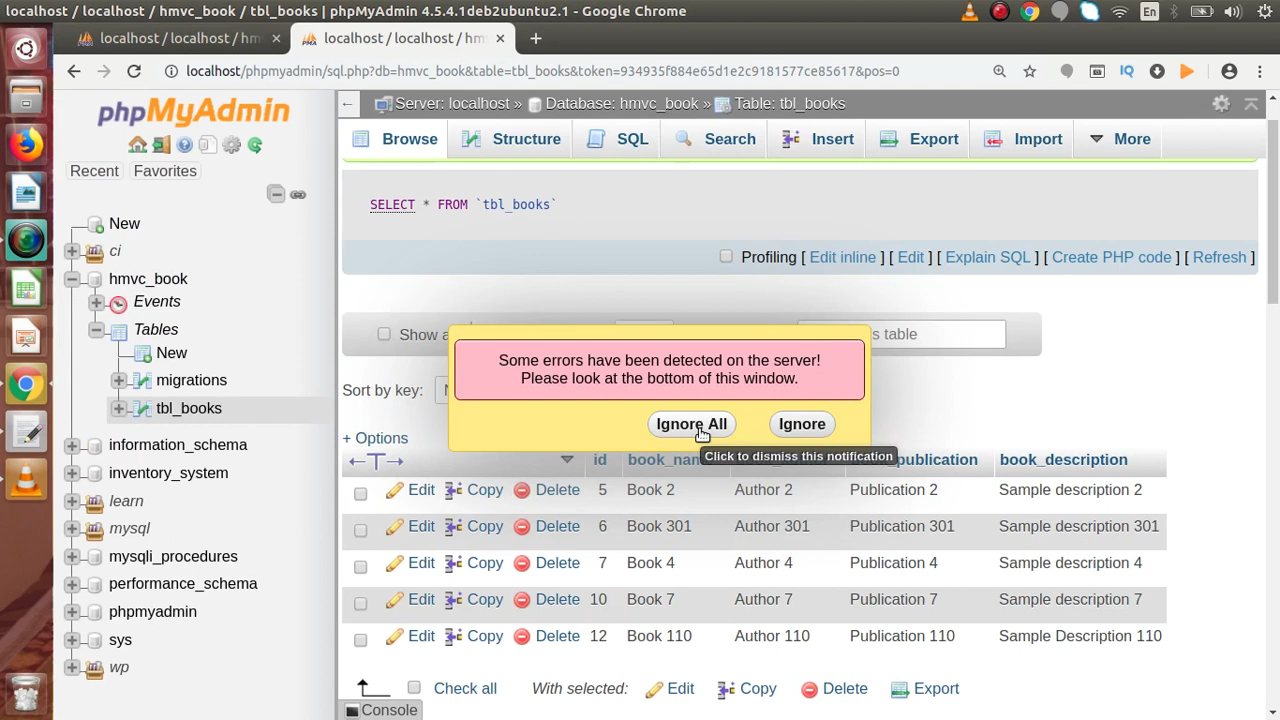 localhost / localhost / hmvc_book / tbl_books | phpMyAdmin 4.5.4.1deb2ubuntu2.1 - Google Chrome
En
localhost / localhost / hm
localhost / localhost / hmv
localhost/phpmyadmin/sql.php?db=hmvc_book&table=tbl_books&token=934935f884e65d1e2c9181577ce85617&pos=0
IQ
phpMyAdmin
Recent
Favorites
New
ci
hmvc_book
Events
Tables
New
migrations
tbl_books
information_schema
inventory_system
learn
mysql
mysqli_procedures
performance_schema
phpmyadmin
sys
wp
Server: localhost » Database: hmvc_book » Table: tbl_books
Browse Structure SQL Search Insert Export Import More
SELECT * FROM `tbl_books`
Profiling [ Edit inline ] [ Edit ] [ Explain SQL ] [ Create PHP code ] [ Refresh ]
Show a
s table
Some errors have been detected on the server!
Please look at the bottom of this window.
Ignore All Ignore
Click to dismiss this notification
Sort by key:
+ Options
id book_nam publication book_description
Edit Copy Delete 5 Book 2 Author 2 Publication 2 Sample description 2
Edit Copy Delete 6 Book 301 Author 301 Publication 301 Sample description 301
Edit Copy Delete 7 Book 4 Author 4 Publication 4 Sample description 4
Edit Copy Delete 10 Book 7 Author 7 Publication 7 Sample description 7
Edit Copy Delete 12 Book 110 Author 110 Publication 110 Sample Description 110
Check all With selected: Edit Copy Delete Export
Console